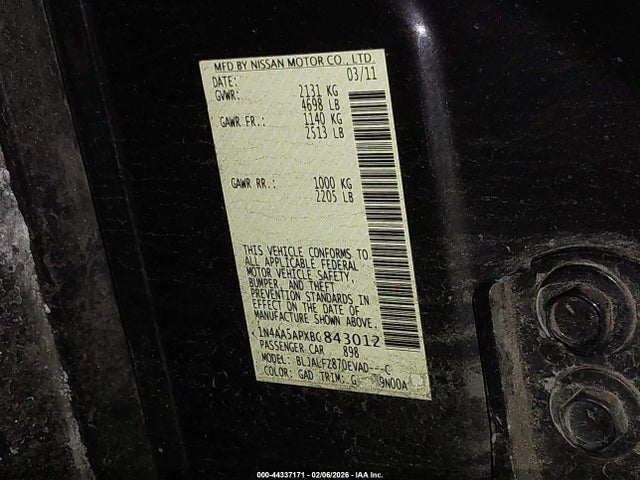 MFD BY NISSAN MOTOR CO., LTD.
DATE: 03/11
GVWR: 2131 KG
4698 LB
GAWR FR.: 1140 KG
2513 LB
GAWR RR.: 1000 KG
2205 LB
THIS VEHICLE CONFORMS TO
ALL APPLICABLE FEDERAL
MOTOR VEHICLE SAFETY,
BUMPER, AND THEFT
PREVENTION STANDARDS IN
EFFECT ON THE DATE OF
MANUFACTURE SHOWN ABOVE.
1N4AA5APXBC843012
PASSENGER CAR 898
MODEL: BLJALF2870EVAD---C
COLOR: GAD TRIM: G 9N00A
000-44337171 - 02/06/2026 - IAA Inc.